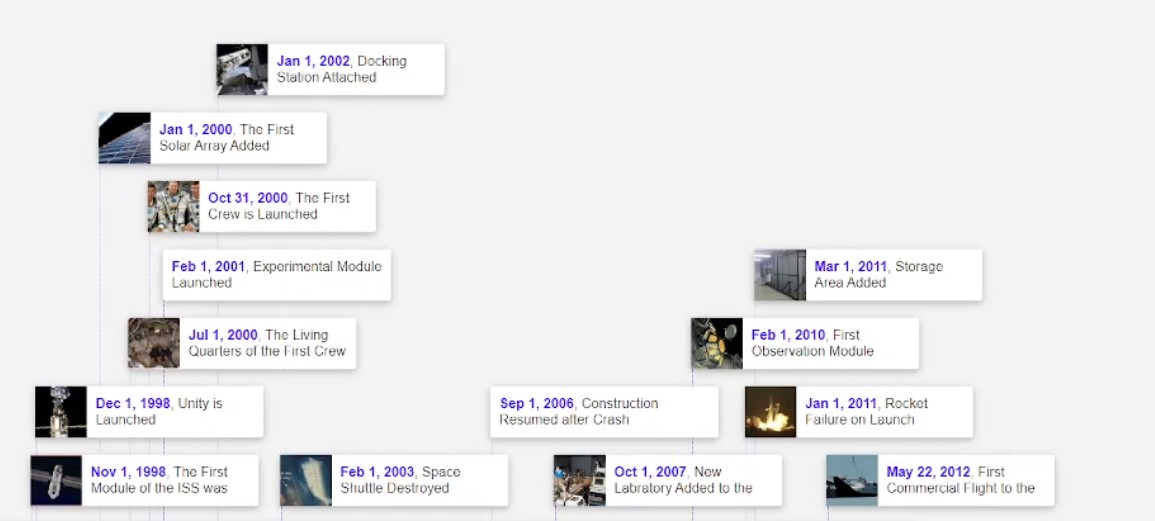 Jan 1, 2002, Docking
Station Attached
Jan 1, 2000, The First
Solar Array Added
Oct 31, 2000, The First
Crew is Launched
Feb 1, 2001, Experimental Module
Launched
Mar 1, 2011, Storage
Area Added
Jul 1, 2000, The Living
Quarters of the First Crew
Feb 1, 2010, First
Observation Module
Dec 1, 1998, Unity is
Launched
Sep 1, 2006, Construction
Resumed after Crash
Jan 1, 2011, Rocket
Failure on Launch
Nov 1, 1998, The First
Module of the ISS was
Feb 1, 2003, Space
Shuttle Destroyed
Oct 1, 2007, New
Labratory Added to the
May 22, 2012, First
Commercial Flight to the